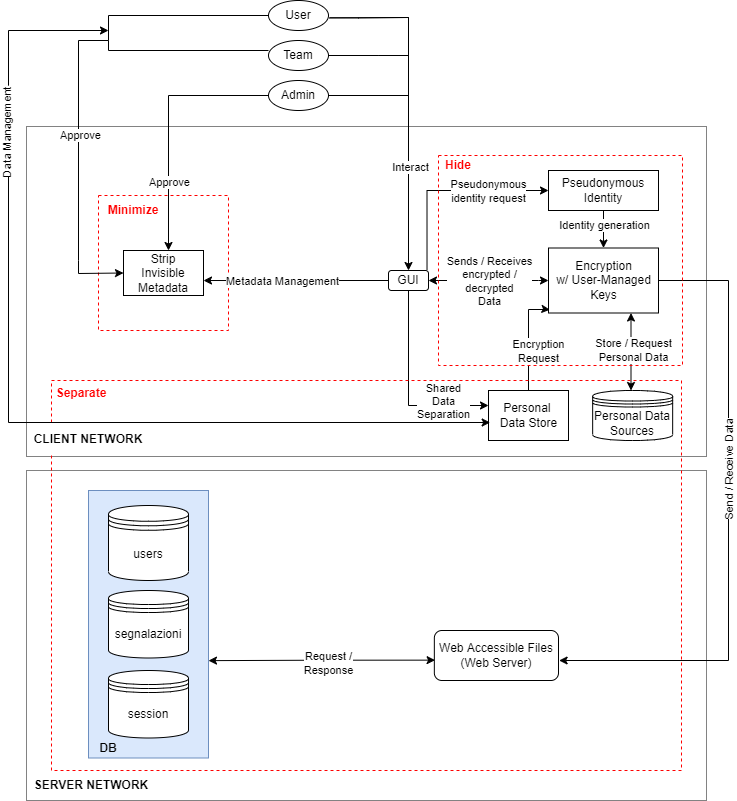 User
Team
Admin
Data Management
Approve
Approve
Interact
Hide
Pseudonymous
identity request
Pseudonymous
Identity
Minimize
Identity generation
Strip
Invisible
Metadata
Metadata Management
GUI
Sends / Receives
encrypted /
decrypted
Data
Encryption
w/ User-Managed
Keys
Encryption
Request
Store / Request
Personal Data
Separate
Shared
Data
Separation
Personal
Data Store
Personal Data
Sources
CLIENT NETWORK
Send / Receive Data
users
segnalazioni
session
DB
Request /
Response
Web Accessible Files
(Web Server)
SERVER NETWORK